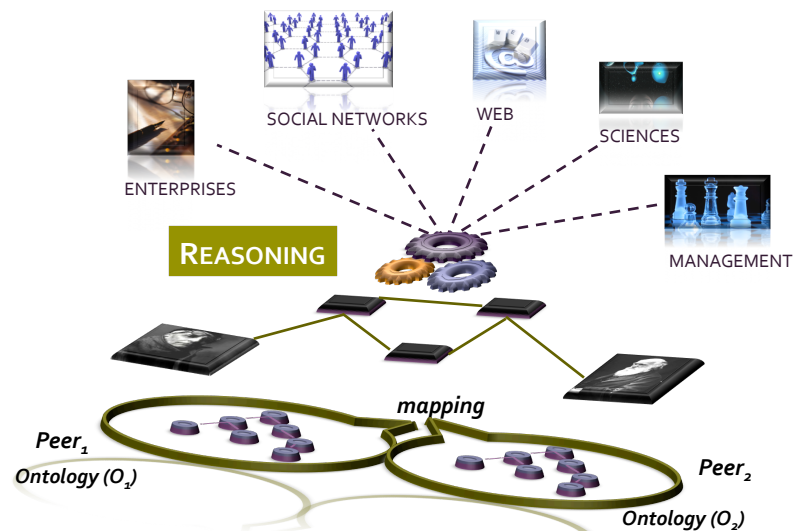 SOCIAL NETWORKS
WEB
SCIENCES
ENTERPRISES
MANAGEMENT
REASONING
mapping
Peer₁
Ontology (O₁)
Peer₂
Ontology (O₂)